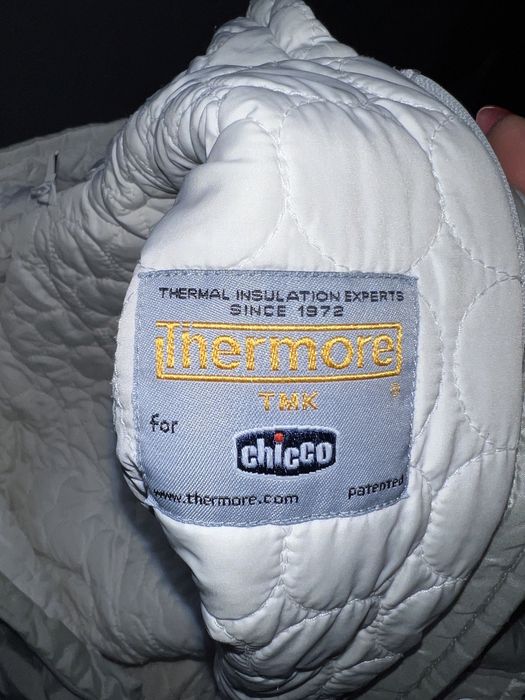 THERMAL INSULATION EXPERTS
SINCE 1972
Thermore
®
TMK
for
chicco
www.thermore.com patented